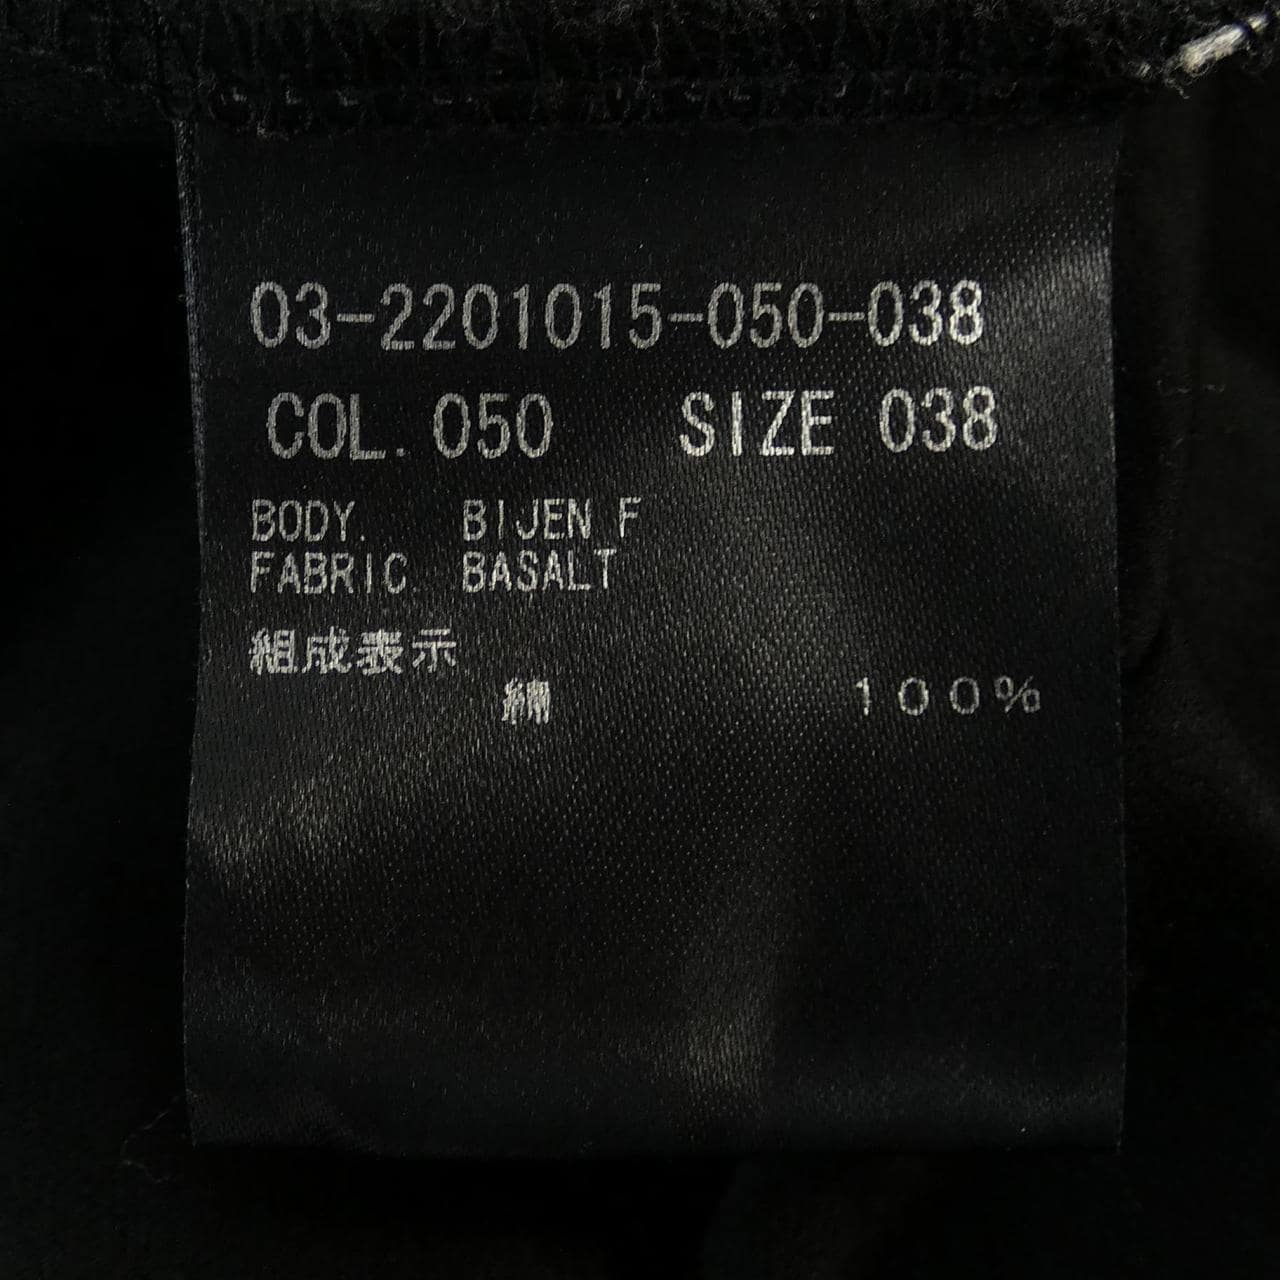 03-2201015-050-038
COL. 050 SIZE 038
BODY. BIJEN F
FABRIC. BASALT
組成表示
綿 100%